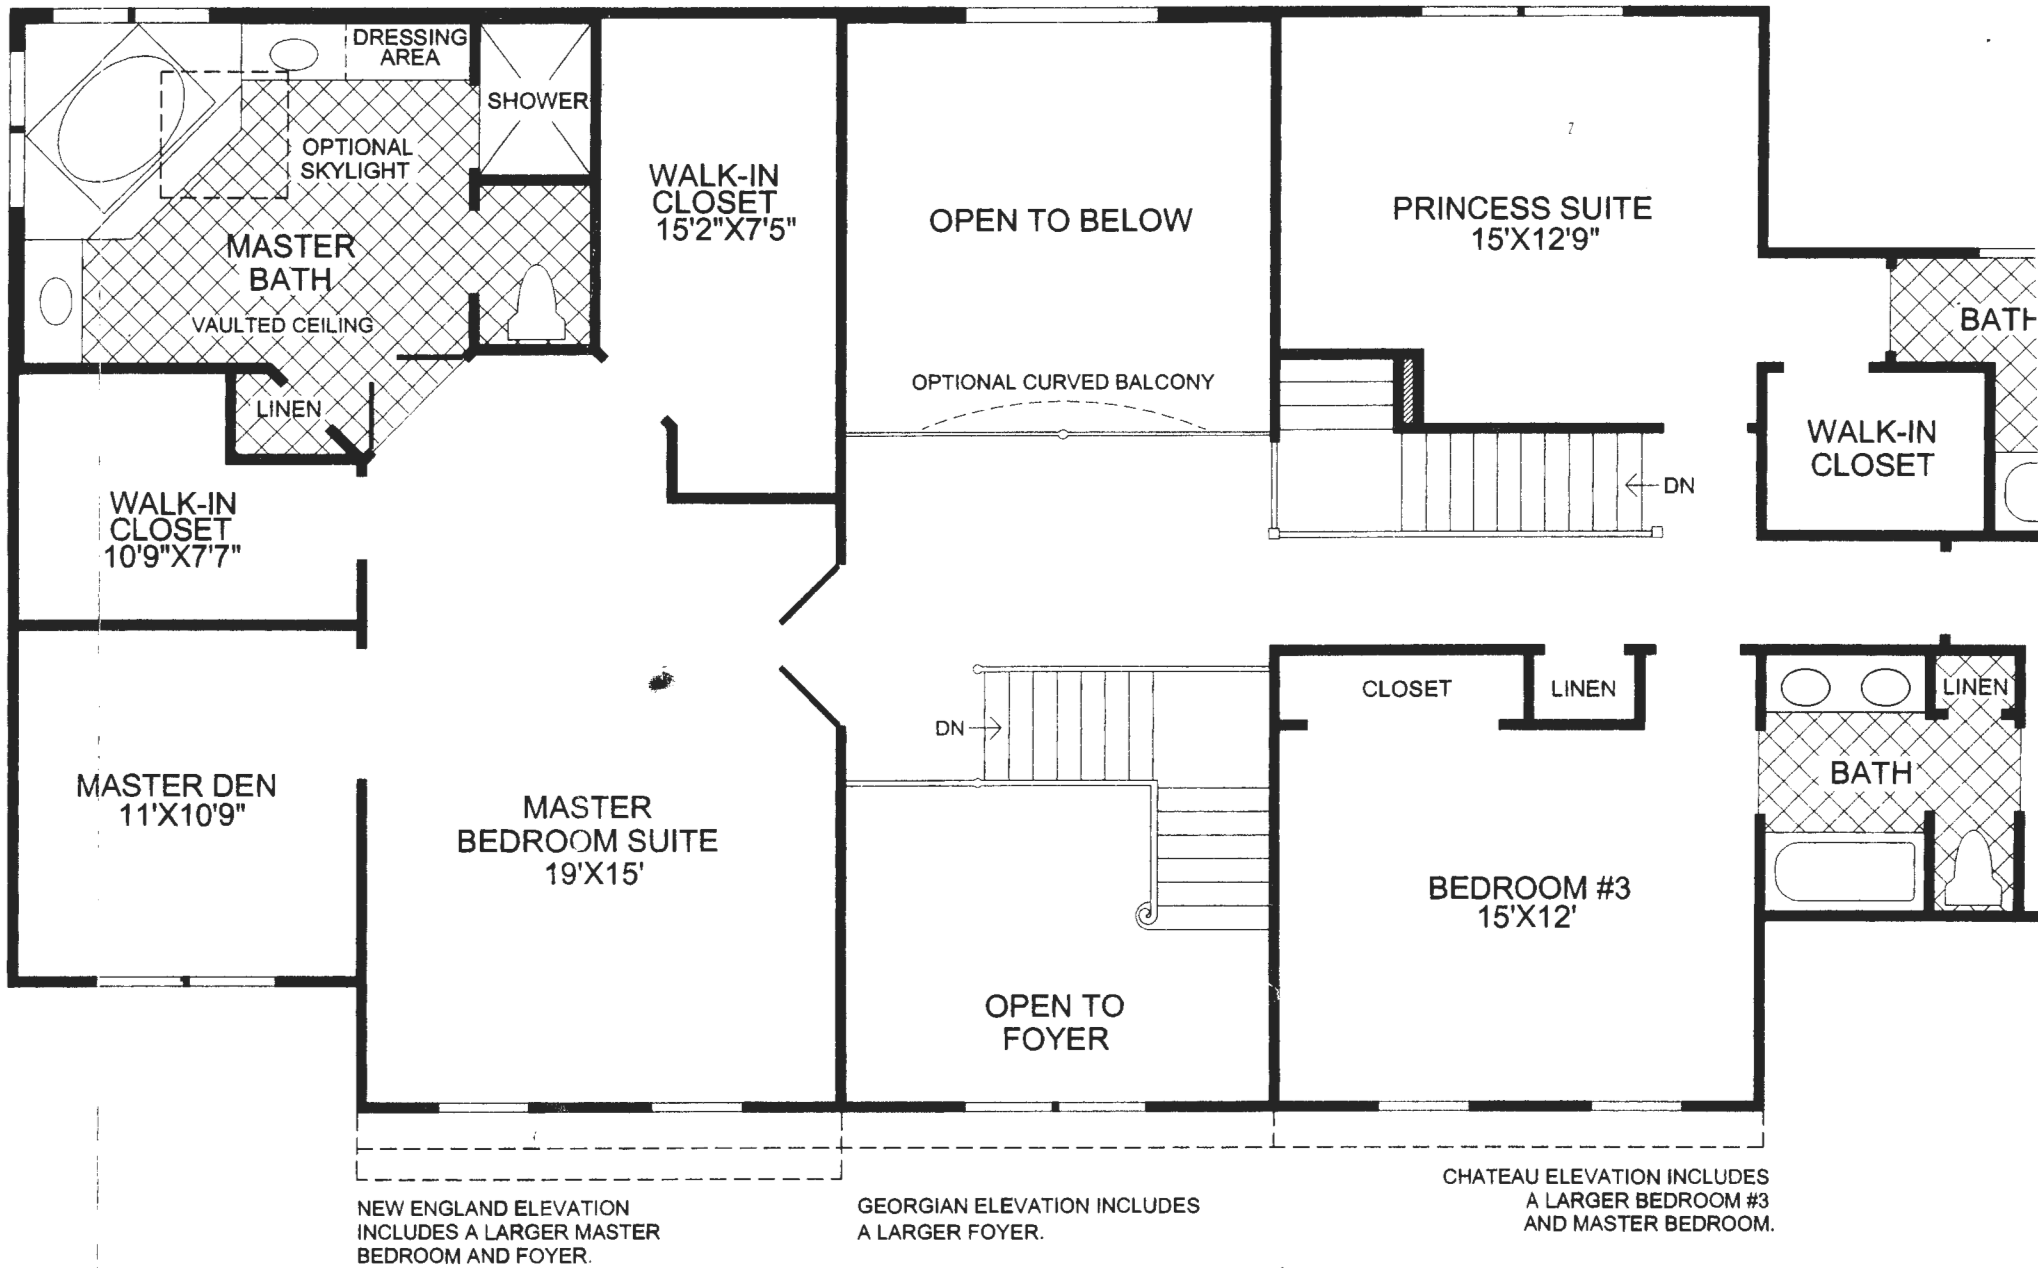 DRESSING
AREA
SHOWER
OPTIONAL
SKYLIGHT
MASTER
BATH
VAULTED CEILING
LINEN
WALK-IN
CLOSET
15'2"X7'5"
OPEN TO BELOW
OPTIONAL CURVED BALCONY
PRINCESS SUITE
15'X12'9"
BATH
WALK-IN
CLOSET
DN
WALK-IN
CLOSET
10'9"X7'7"
MASTER DEN
11'X10'9"
MASTER
BEDROOM SUITE
19'X15'
DN
OPEN TO
FOYER
CLOSET
LINEN
LINEN
BATH
BEDROOM #3
15'X12'
NEW ENGLAND ELEVATION
INCLUDES A LARGER MASTER
BEDROOM AND FOYER.
GEORGIAN ELEVATION INCLUDES
A LARGER FOYER.
CHATEAU ELEVATION INCLUDES
A LARGER BEDROOM #3
AND MASTER BEDROOM.